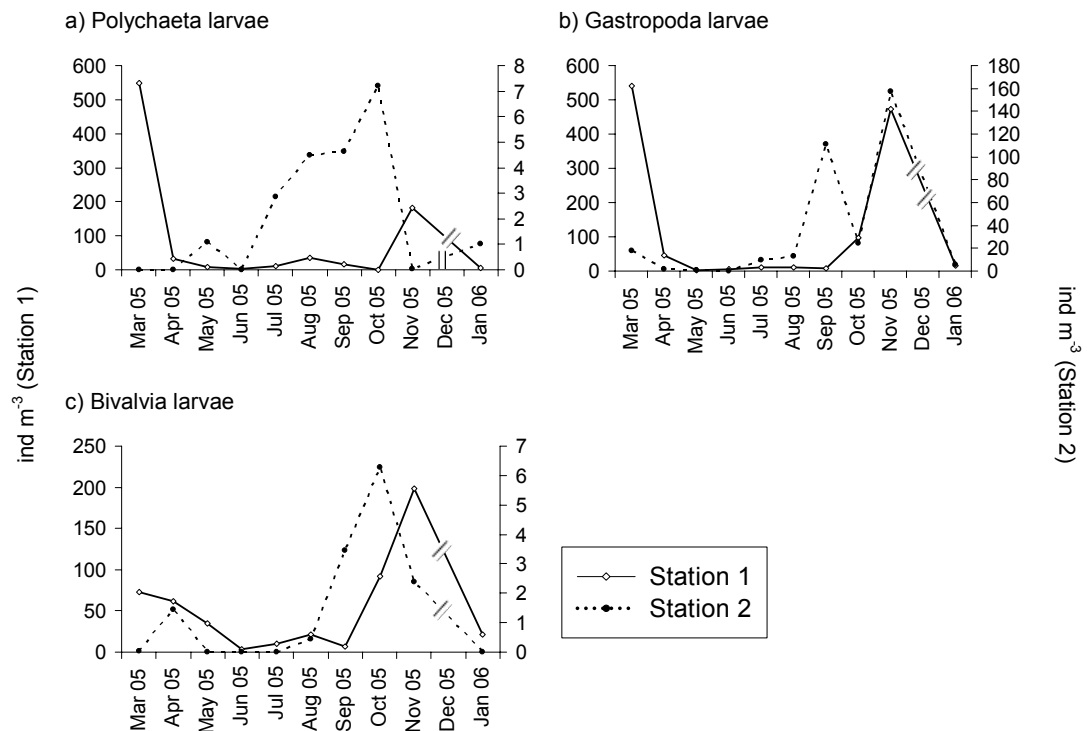 a) Polychaeta larvae
600
500
400
300
200
100
0
8
7
6
5
4
3
2
1
0
Mar 05
Apr 05
May 05
Jun 05
Jul 05
Aug 05
Sep 05
Oct 05
Nov 05
Dec 05
Jan 06
b) Gastropoda larvae
600
500
400
300
200
100
0
180
160
140
120
100
80
60
40
20
0
Mar 05
Apr 05
May 05
Jun 05
Jul 05
Aug 05
Sep 05
Oct 05
Nov 05
Dec 05
Jan 06
ind m⁻³ (Station 1)
ind m⁻³ (Station 2)
c) Bivalvia larvae
250
200
150
100
50
0
7
6
5
4
3
2
1
0
Mar 05
Apr 05
May 05
Jun 05
Jul 05
Aug 05
Sep 05
Oct 05
Nov 05
Dec 05
Jan 06
Station 1
Station 2